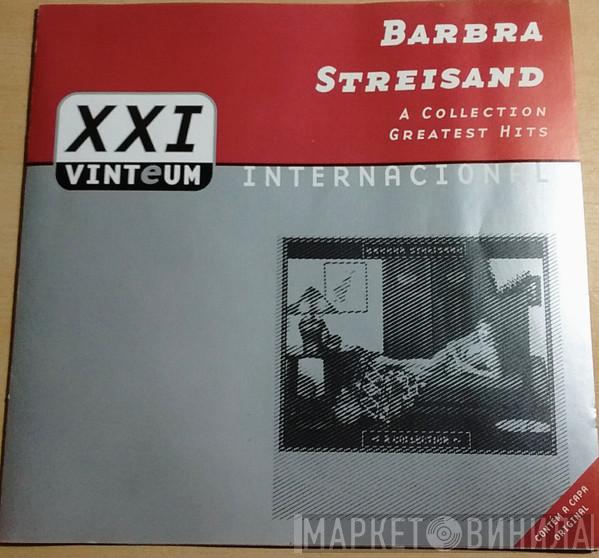 BARBRA
STREISAND
A COLLECTION
GREATEST HITS
XXI
VINTeUM
INTERNACIONAL
BARBRA STREISAND
A COLLECTION
CONTÉM A CAPA
ORIGINAL
МАРКЕТ ВИНИЛА